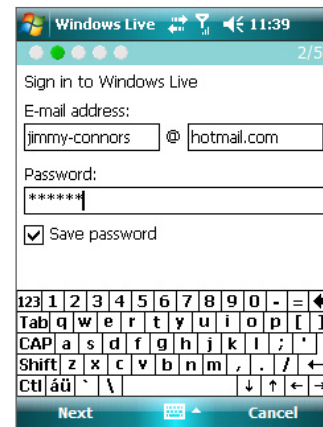 Windows Live 11:39
2/5
Sign in to Windows Live
E-mail address:
jimmy-connors @ hotmail.com
Password:
******
Save password
123 1 2 3 4 5 6 7 8 9 0 - =
Tab q w e r t y u i o p [ ]
CAP a s d f g h j k l ; '
Shift z x c v b n m , . /
Ctl áü ` \
Next Cancel